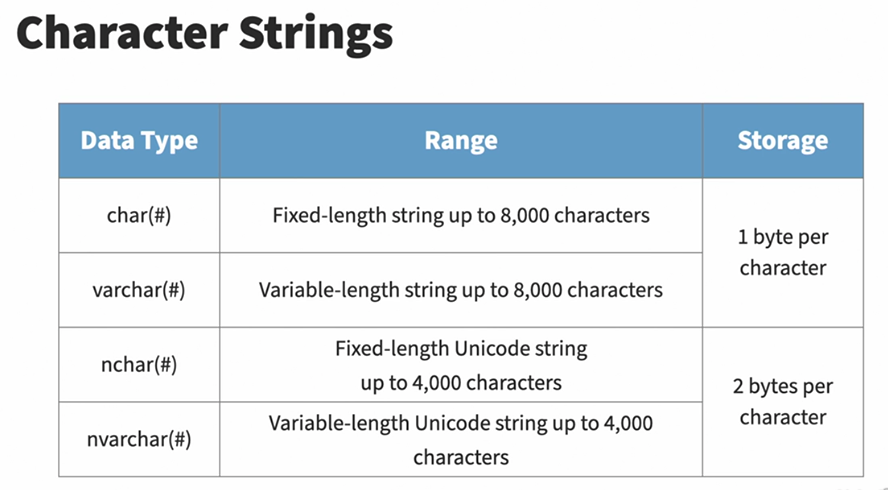 Character Strings
Data Type Range Storage
char(#) Fixed-length string up to 8,000 characters
1 byte per
character
varchar(#) Variable-length string up to 8,000 characters
nchar(#) Fixed-length Unicode string
up to 4,000 characters
2 bytes per
character
nvarchar(#) Variable-length Unicode string up to 4,000
characters